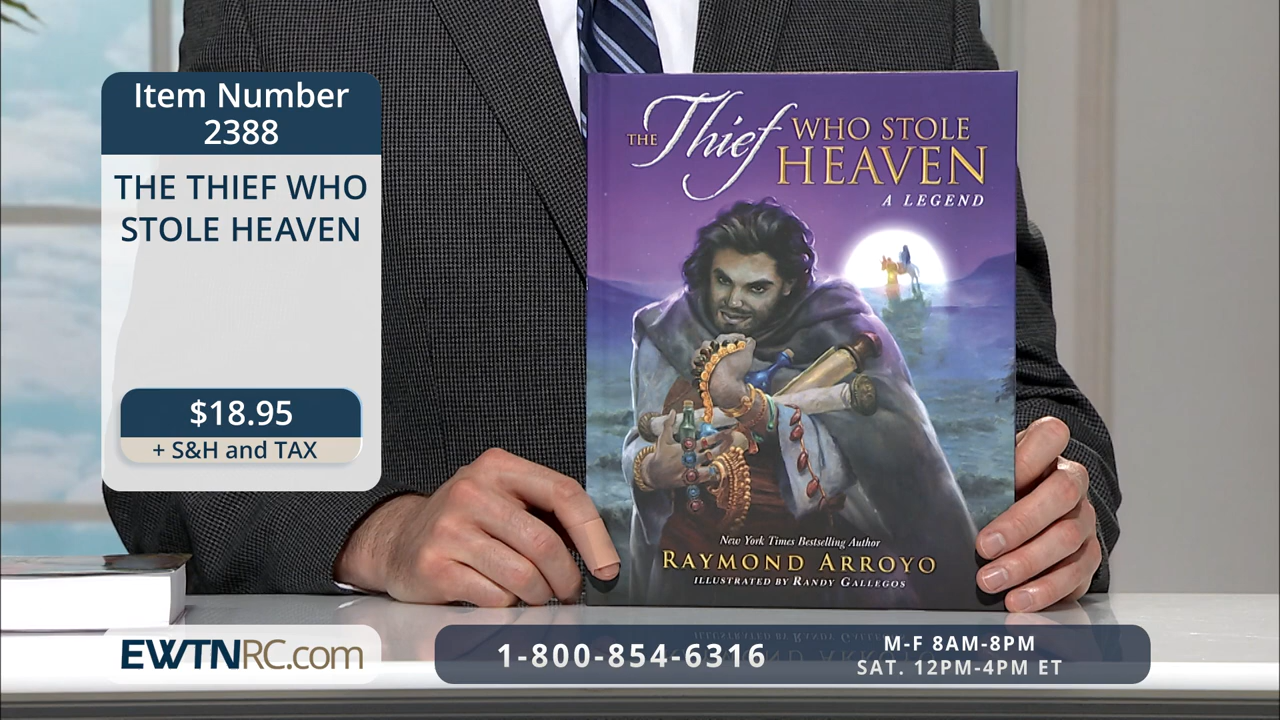 Item Number
2388
THE THIEF WHO
STOLE HEAVEN
$18.95
+ S&H and TAX
THE Thief WHO STOLE
HEAVEN
A LEGEND
New York Times Bestselling Author
RAYMOND ARROYO
ILLUSTRATED BY RANDY GALLEGOS
EWTNRC.com
1-800-854-6316
M-F 8AM-8PM
SAT. 12PM-4PM ET